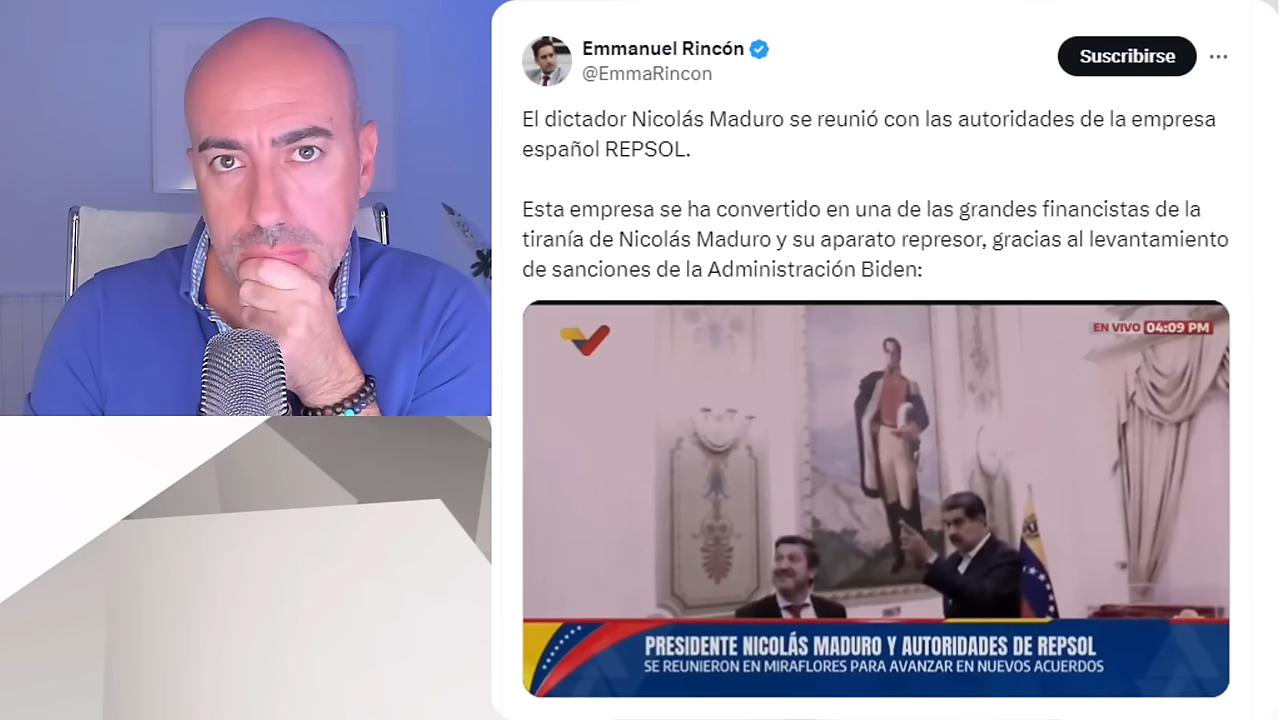 Emmanuel Rincón
@EmmaRincon
Suscribirse
El dictador Nicolás Maduro se reunió con las autoridades de la empresa
español REPSOL.
Esta empresa se ha convertido en una de las grandes financistas de la
tiranía de Nicolás Maduro y su aparato represor, gracias al levantamiento
de sanciones de la Administración Biden:
EN VIVO 04:09 PM
PRESIDENTE NICOLÁS MADURO Y AUTORIDADES DE REPSOL
SE REUNIERON EN MIRAFLORES PARA AVANZAR EN NUEVOS ACUERDOS